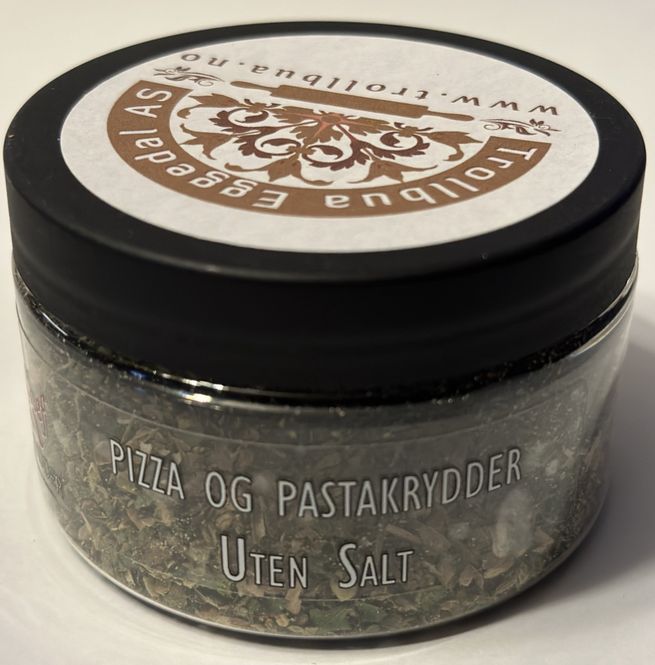 Trollbua Eggedal AS
www.trollbua.no
PIZZA OG PASTAKRYDDER
UTEN SALT